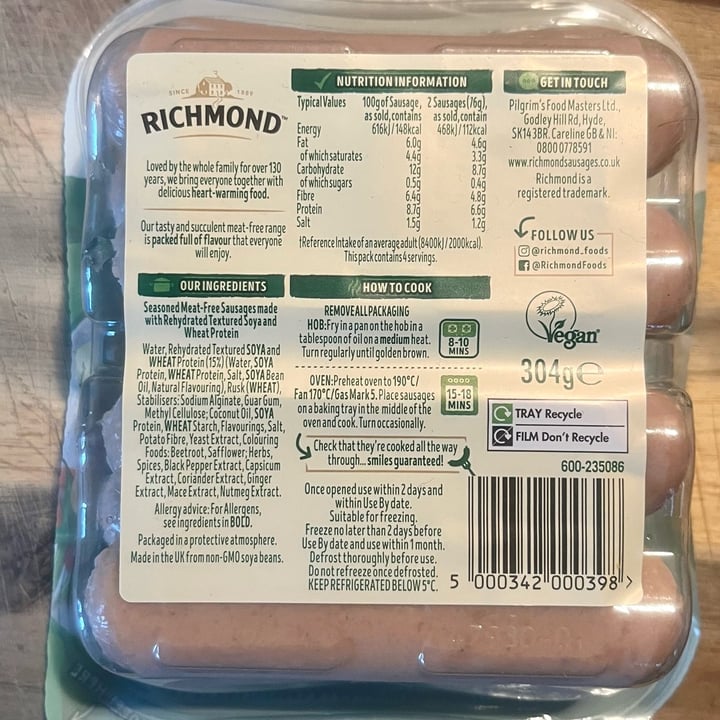 SINCE 1889
RICHMOND™
Loved by the whole family for over 130
years, we bring everyone together with
delicious heart-warming food.
Our tasty and succulent meat-free range
is packed full of flavour that everyone
will enjoy.
NUTRITION INFORMATION
Typical Values 100g of Sausage, 2 Sausages (76g),
as sold, contain as sold, contain
Energy 616kJ/148kcal 468kJ/112kcal
Fat 6.0g 4.6g
of which saturates 4.4g 3.3g
Carbohydrate 12g 8.7g
of which sugars 0.5g 0.4g
Fibre 6.4g 4.8g
Protein 8.7g 6.6g
Salt 1.5g 1.2g
†Reference Intake of an average adult (8400kJ/2000kcal).
This pack contains 4 servings.
GET IN TOUCH
Pilgrim's Food Masters Ltd.,
Godley Hill Rd, Hyde,
SK14 3BR. Careline GB & NI:
0800 0778591
www.richmondsausages.co.uk
Richmond is a
registered trademark.
FOLLOW US
@richmond_foods
@RichmondFoods
OUR INGREDIENTS
Seasoned Meat-Free Sausages made
with Rehydrated Textured Soya and
Wheat Protein
Water, Rehydrated Textured SOYA and
WHEAT Protein (15%) (Water, SOYA
Protein, WHEAT Protein, Salt, SOYA Bean
Oil, Natural Flavouring), Rusk (WHEAT),
Stabilisers: Sodium Alginate, Guar Gum,
Methyl Cellulose; Coconut Oil, SOYA
Protein, WHEAT Starch, Flavourings, Salt,
Potato Fibre, Yeast Extract, Colouring
Foods: Beetroot, Safflower; Herbs,
Spices, Black Pepper Extract, Capsicum
Extract, Coriander Extract, Ginger
Extract, Mace Extract, Nutmeg Extract.
Allergy advice: For Allergens,
see ingredients in BOLD.
Packaged in a protective atmosphere.
Made in the UK from non-GMO soya beans.
HOW TO COOK
REMOVE ALL PACKAGING
HOB: Fry in a pan on the hob in a
tablespoon of oil on a medium heat.
Turn regularly until golden brown.
8-10
MINS
OVEN: Preheat oven to 190°C/
Fan 170°C/Gas Mark 5. Place sausages
on a baking tray in the middle of the
oven and cook. Turn occasionally.
15-18
MINS
Check that they're cooked all the way
through... smiles guaranteed!
Once opened use within 2 days and
within Use By date.
Suitable for freezing.
Freeze no later than 2 days before
Use By date and use within 1 month.
Defrost thoroughly before use.
Do not refreeze once defrosted.
KEEP REFRIGERATED BELOW 5°C.
Vegan
304g℮
TRAY Recycle
FILM Don't Recycle
600-235086
5 000342 000398 >